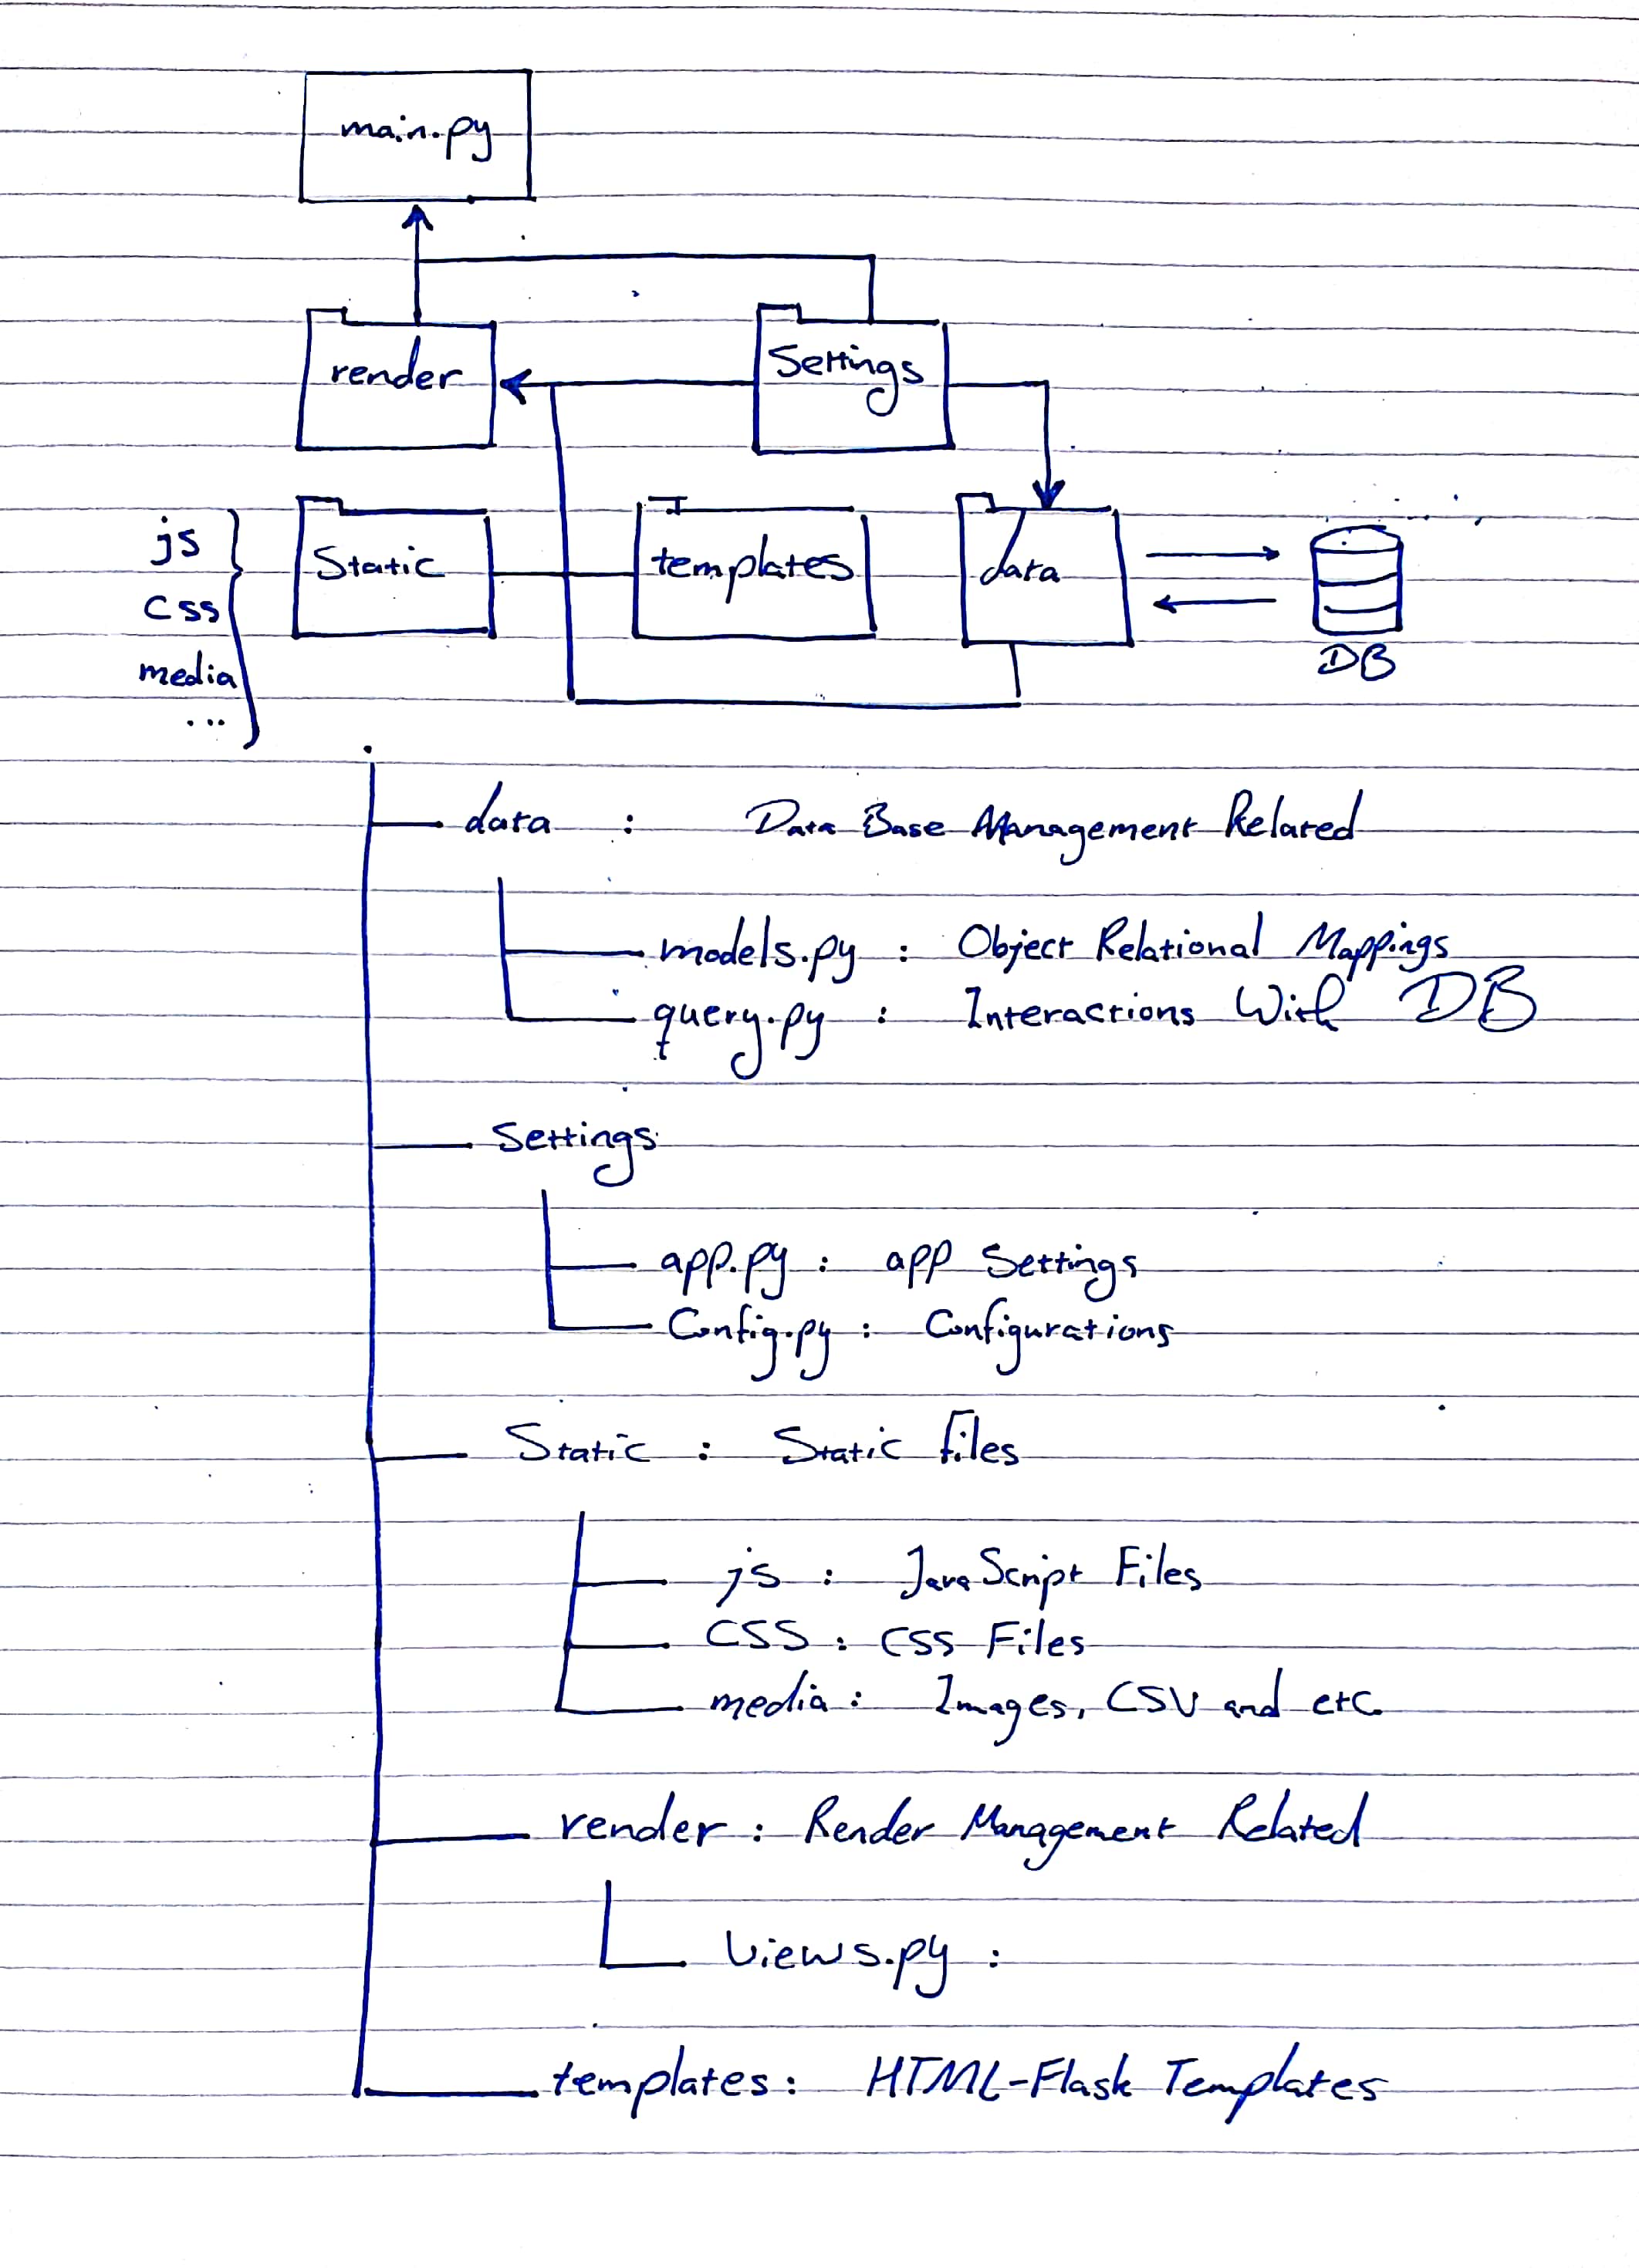 main.py
render
Settings
js
css
media
...
Static
templates
data
DB
.
data : Data Base Management Related
models.py : Object Relational Mappings
query.py : Interactions With DB
Settings
app.py : app Settings
Config.py : Configurations
Static : Static files
js : JavaScript Files
CSS : CSS Files
media : Images, CSV and etc.
render : Render Management Related
views.py :
templates : HTML-Flask Templates